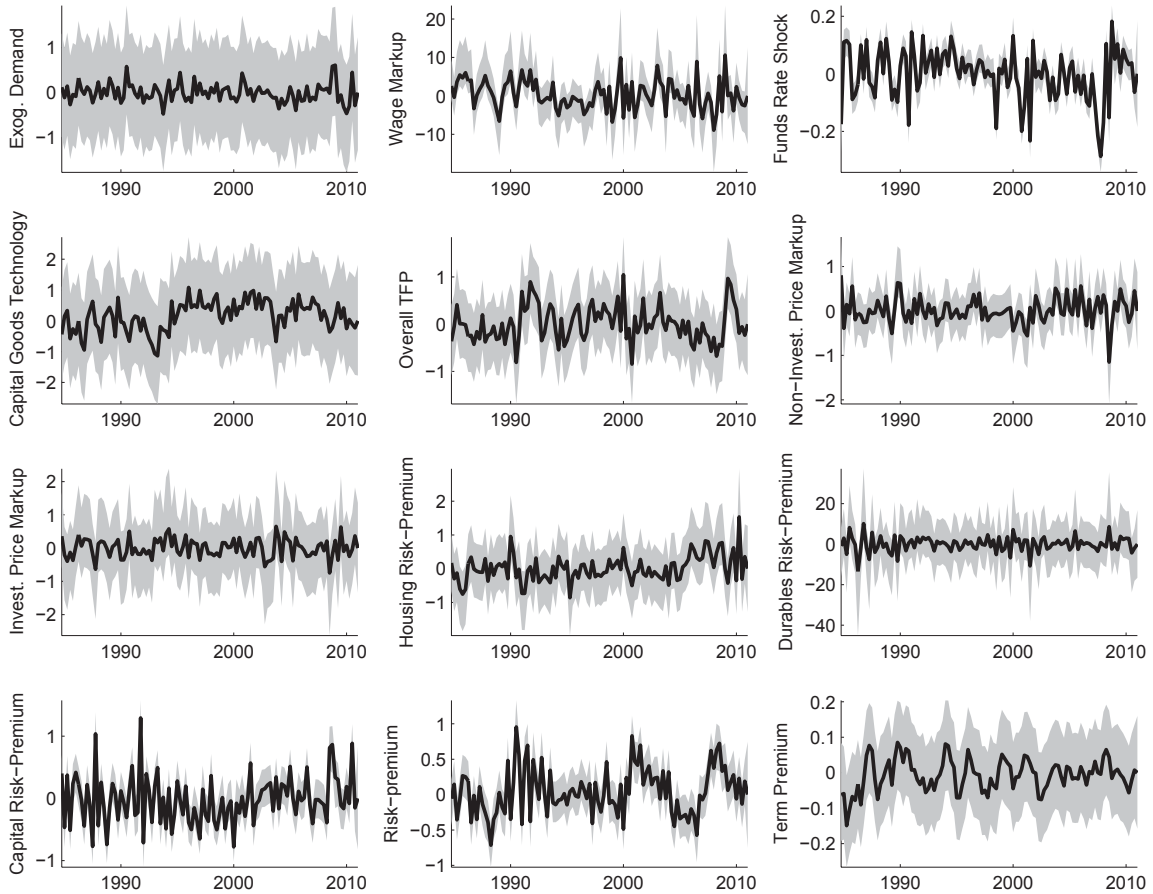 Exog. Demand
1
0
−1
1990 2000 2010
Wage Markup
20
10
0
−10
1990 2000 2010
Funds Rate Shock
0.2
0
−0.2
1990 2000 2010
Capital Goods Technology
2
1
0
−1
−2
1990 2000 2010
Overall TFP
1
0
−1
1990 2000 2010
Non−Invest. Price Markup
1
0
−1
−2
1990 2000 2010
Invest. Price Markup
2
1
0
−1
−2
1990 2000 2010
Housing Risk−Premium
2
1
0
−1
1990 2000 2010
Durables Risk−Premium
20
0
−20
−40
1990 2000 2010
Capital Risk−Premium
1
0
−1
1990 2000 2010
Risk−premium
1
0.5
0
−0.5
−1
1990 2000 2010
Term Premium
0.2
0.1
0
−0.1
−0.2
1990 2000 2010